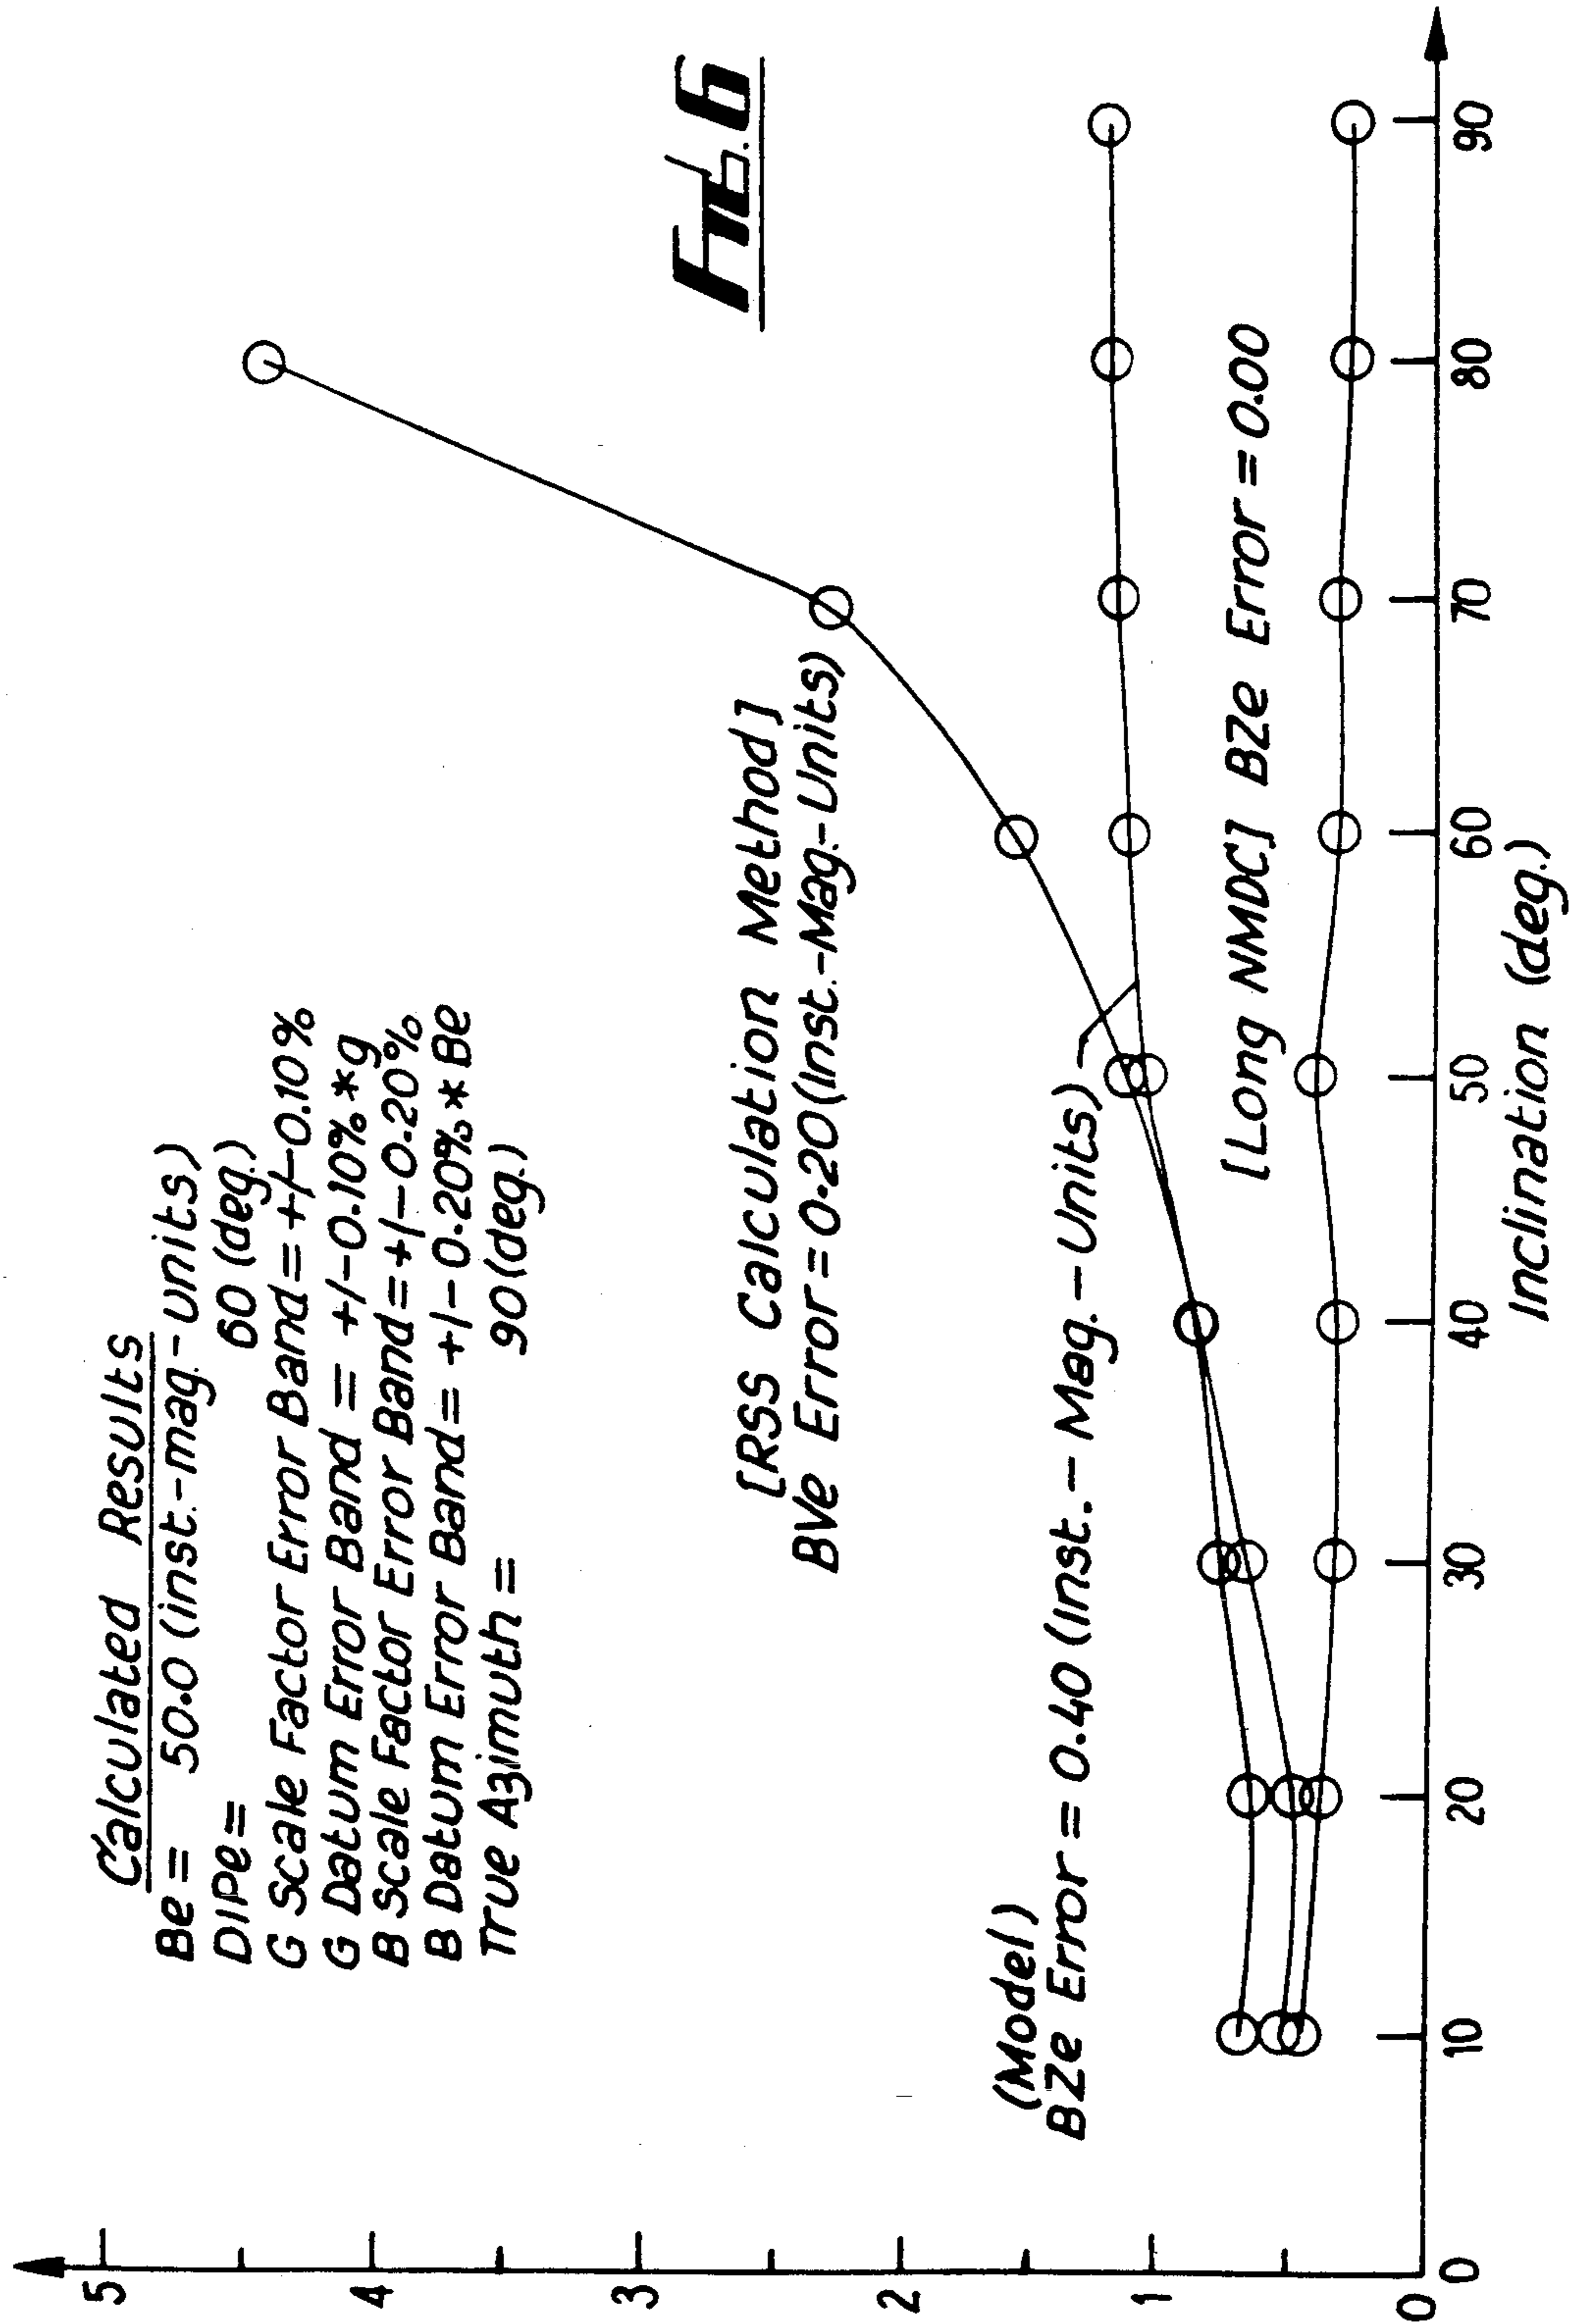 Calculated Results
Be = 50.0 (inst.-mag.-units)
DIPe = 60 (deg.)
G Scale Factor Error Band = +/-0.10%
G Datum Error Band = +/-0.10% *g
B Scale Factor Error Band = +/-0.20%
B Datum Error Band = +/-0.20% *Be
True Azimuth = 90 (deg.)
Fig. 6
[RSS Calculation Method]
BVe Error = 0.20 (Inst.-Mag.-Units)
(Model)
BZe Error = 0.40 (Inst.-Mag.-Units)
[Long NMDC] BZe Error = 0.00
5
4
3
2
1
0
0 10 20 30 40 50 60 70 80 90
Inclination (deg.)